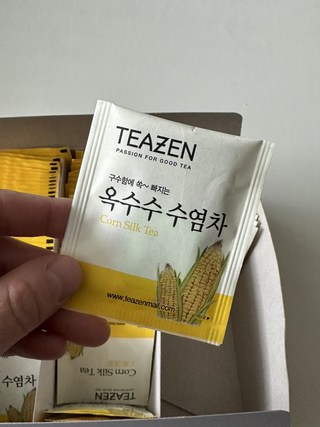 TEAZEN
PASSION FOR GOOD TEA
구수함에 쏙~ 빠지는
옥수수 수염차
Corn Silk Tea
www.teazenmall.com
수염차
Corn Silk Tea
TEAZEN